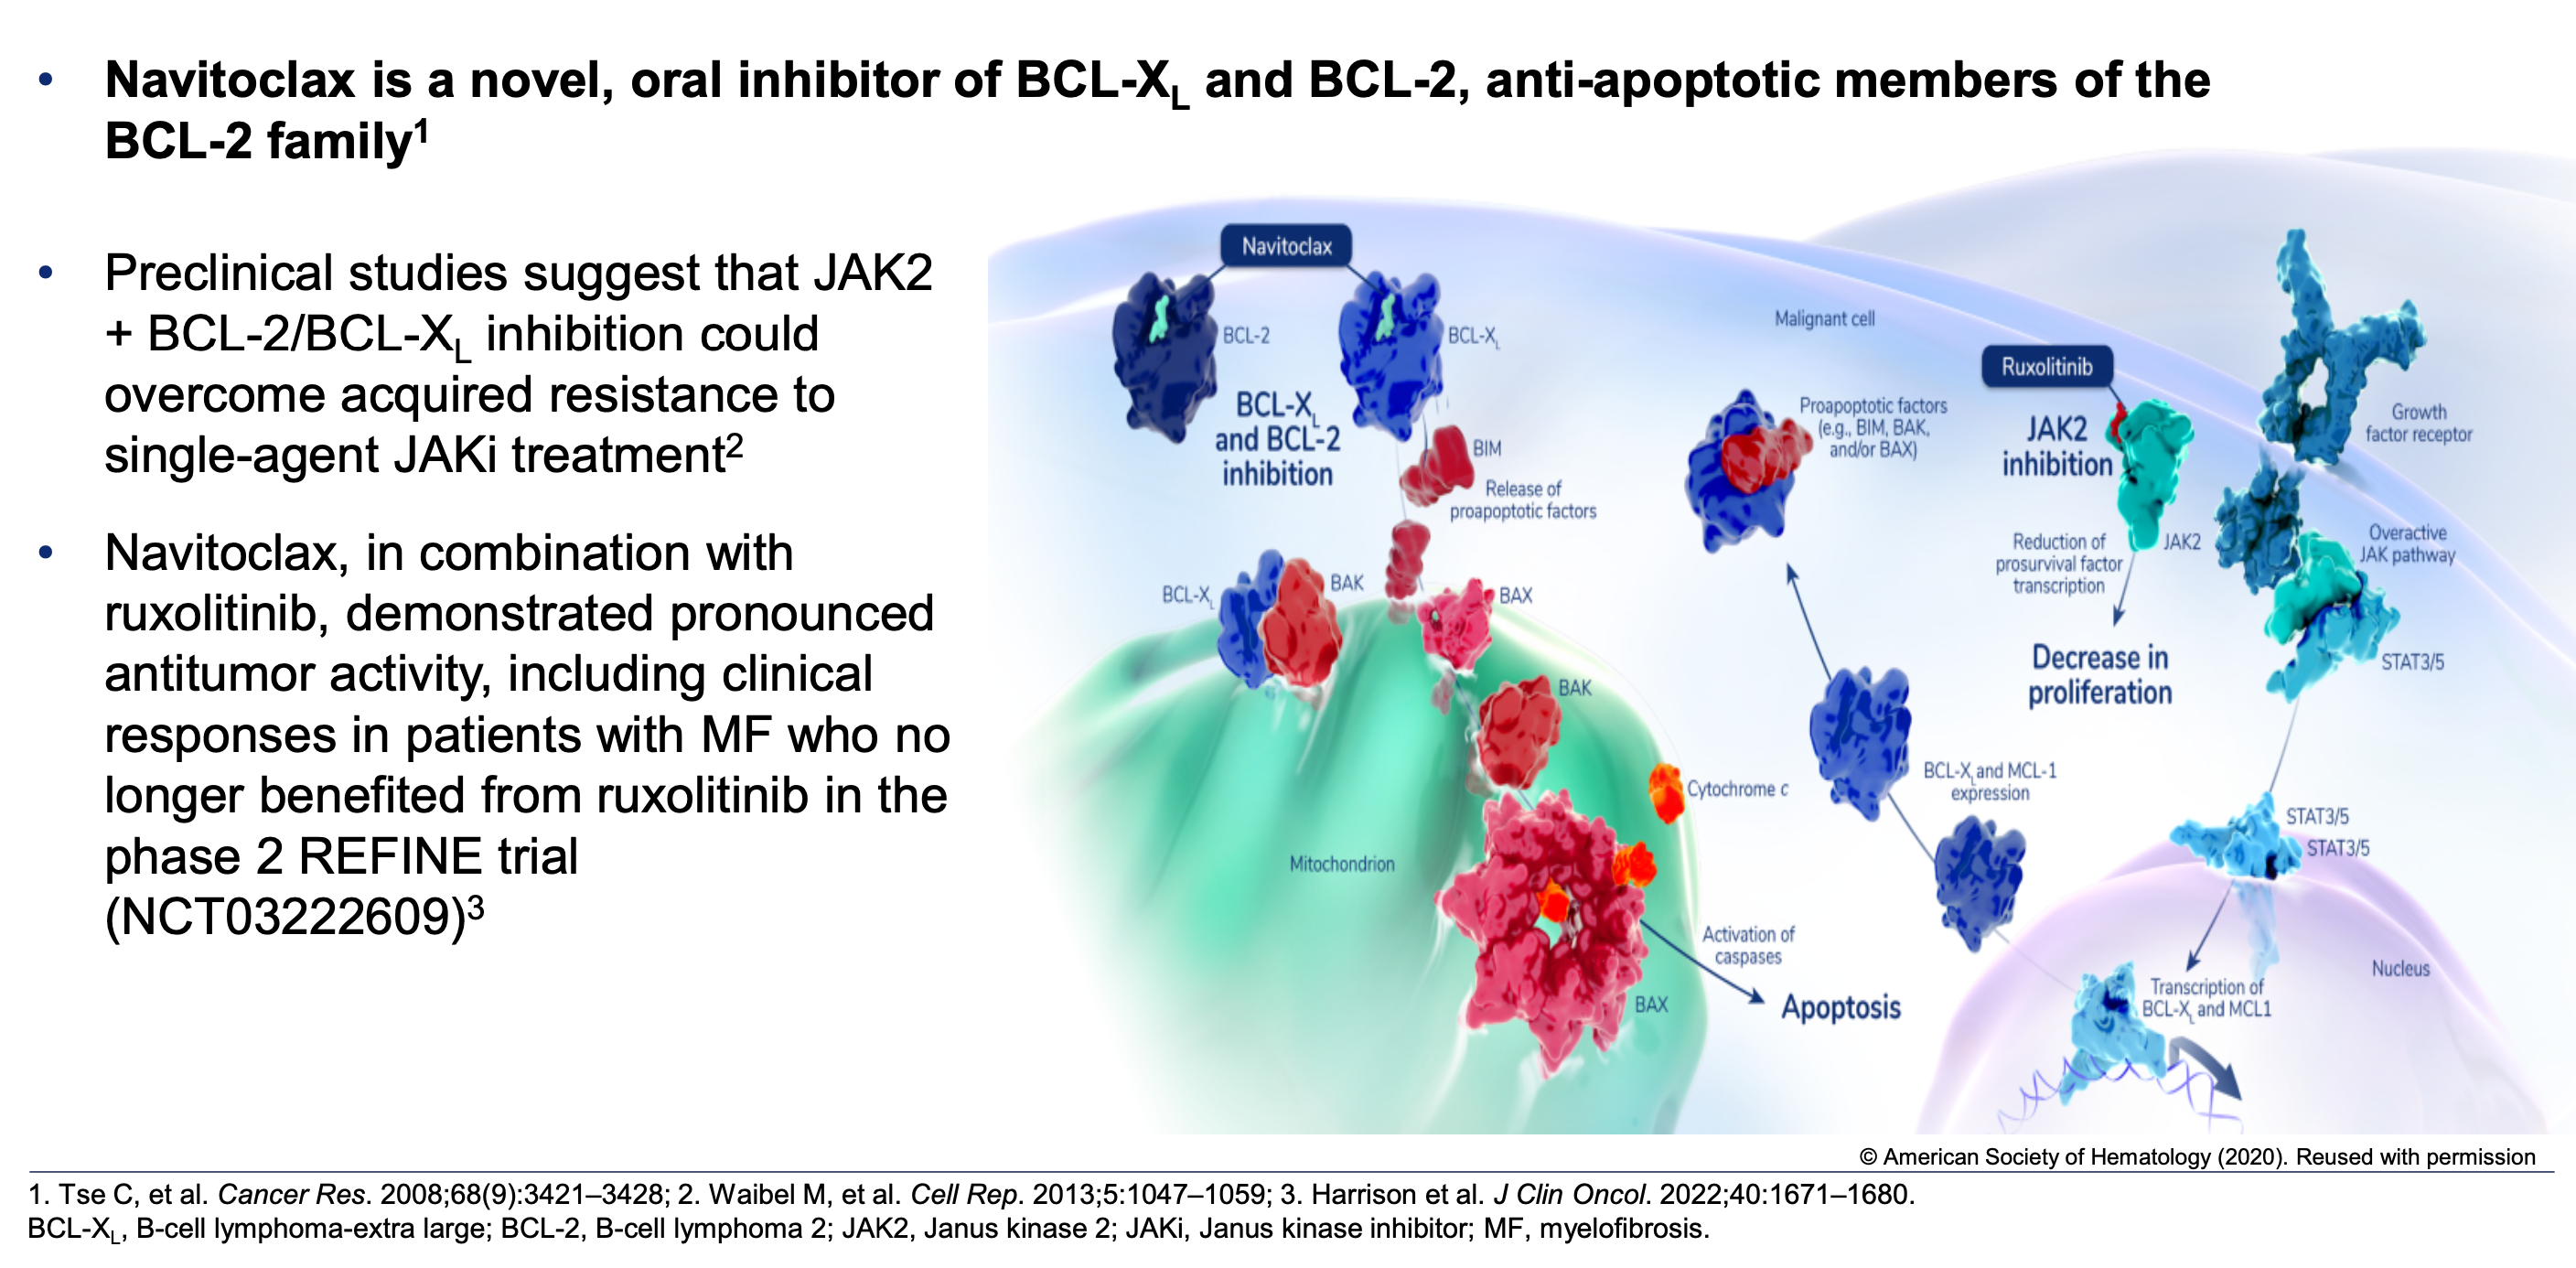 • Navitoclax is a novel, oral inhibitor of BCL-XL and BCL-2, anti-apoptotic members of the
BCL-2 family1
• Preclinical studies suggest that JAK2
+ BCL-2/BCL-XL inhibition could
overcome acquired resistance to
single-agent JAKi treatment2
• Navitoclax, in combination with
ruxolitinib, demonstrated pronounced
antitumor activity, including clinical
responses in patients with MF who no
longer benefited from ruxolitinib in the
phase 2 REFINE trial
(NCT03222609)3
Navitoclax
BCL-2
BCL-XL
BCL-XL
and BCL-2
inhibition
BIM
Release of
proapoptotic factors
BCL-XL
BAK
BAX
BAK
Cytochrome c
Mitochondrion
Activation of
caspases
BAX
Apoptosis
Malignant cell
Proapoptotic factors
(e.g., BIM, BAK,
and/or BAX)
Ruxolitinib
JAK2
inhibition
JAK2
Reduction of
prosurvival factor
transcription
Decrease in
proliferation
Growth
factor receptor
Overactive
JAK pathway
STAT3/5
BCL-XL and MCL-1
expression
STAT3/5
STAT3/5
Nucleus
Transcription of
BCL-XL and MCL1
© American Society of Hematology (2020). Reused with permission
1. Tse C, et al. Cancer Res. 2008;68(9):3421–3428; 2. Waibel M, et al. Cell Rep. 2013;5:1047–1059; 3. Harrison et al. J Clin Oncol. 2022;40:1671–1680.
BCL-XL, B-cell lymphoma-extra large; BCL-2, B-cell lymphoma 2; JAK2, Janus kinase 2; JAKi, Janus kinase inhibitor; MF, myelofibrosis.